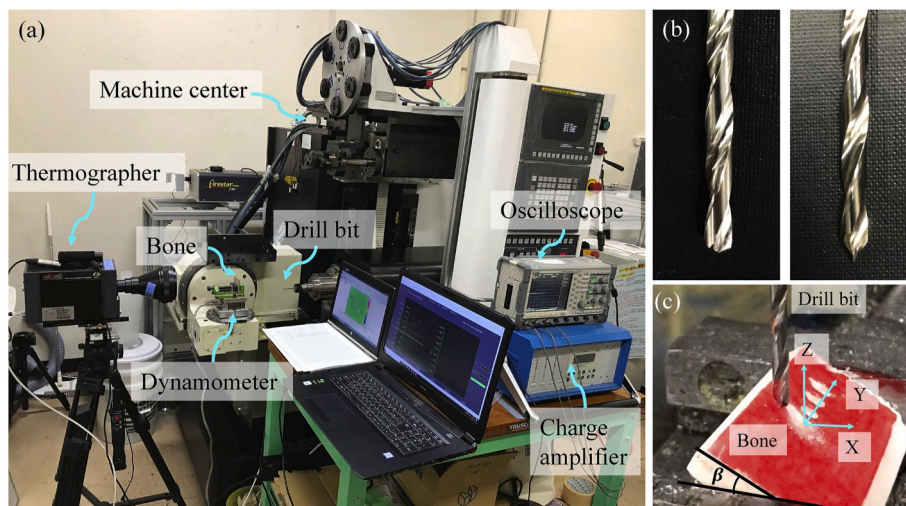 (a)
Machine center
Thermographer
firestar
Bone
Drill bit
Oscilloscope
Dynamometer
Charge
amplifier
(b)
(c)
Drill bit
Z
Y
X
Bone
β